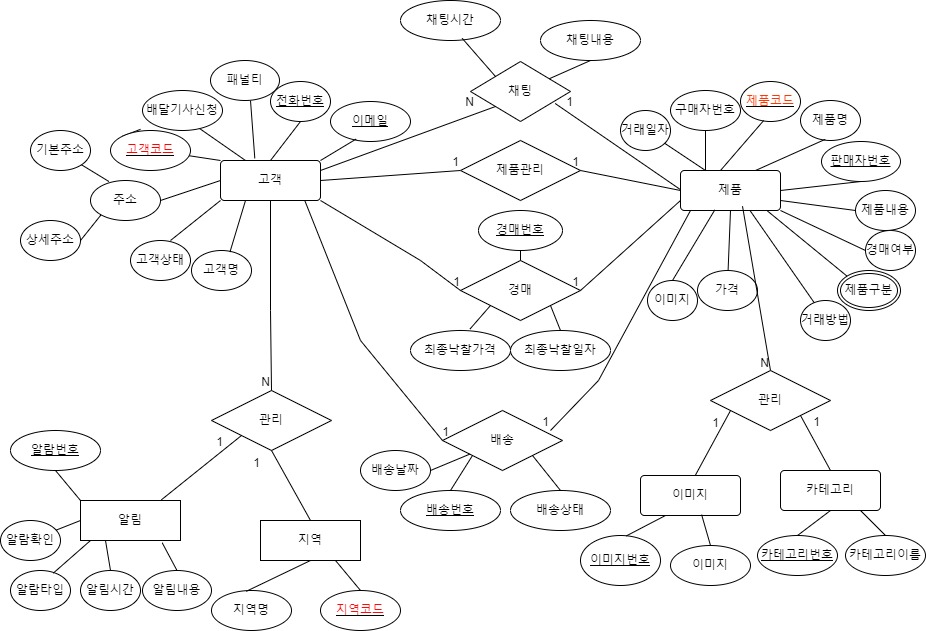 채팅시간
채팅내용
패널티
배달기사신청
전화번호
이메일
기본주소
고객코드
주소
상세주소
고객상태
고객명
고객
N
채팅
1
1
제품관리
1
거래일자
구매자번호
제품코드
제품명
판매자번호
제품
제품내용
경매여부
제품구분
거래방법
이미지
가격
경매번호
1
경매
1
최종낙찰가격
최종낙찰일자
N
관리
1
1
1
배송
1
배송날짜
배송번호
배송상태
N
관리
1
1
이미지
카테고리
이미지번호
이미지
카테고리번호
카테고리이름
알람번호
알림
알람확인
알람타입
알림시간
알림내용
지역
지역명
지역코드